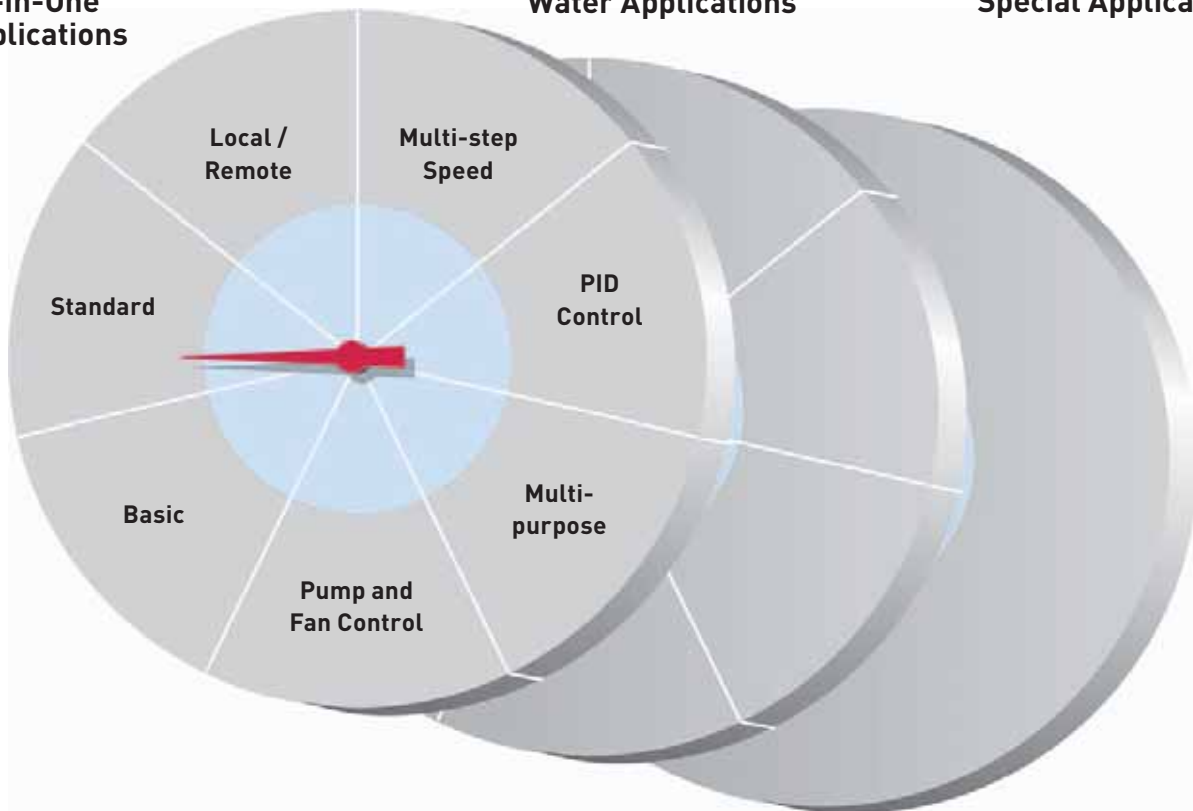 -in-One
plications
Water Applications
Special Applica
Local /
Remote
Multi-step
Speed
Standard
PID
Control
Basic
Multi-
purpose
Pump and
Fan Control